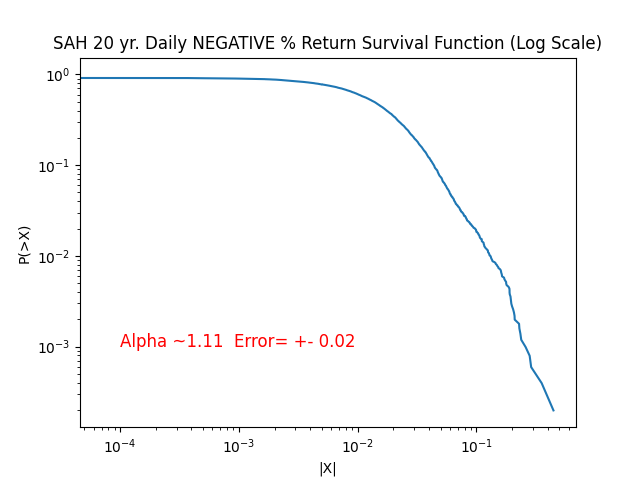 SAH 20 yr. Daily NEGATIVE % Return Survival Function (Log Scale)
10⁰
10⁻¹
10⁻²
10⁻³
P(>X)
Alpha ~1.11  Error= +- 0.02
10⁻⁴ 10⁻³ 10⁻² 10⁻¹
|X|